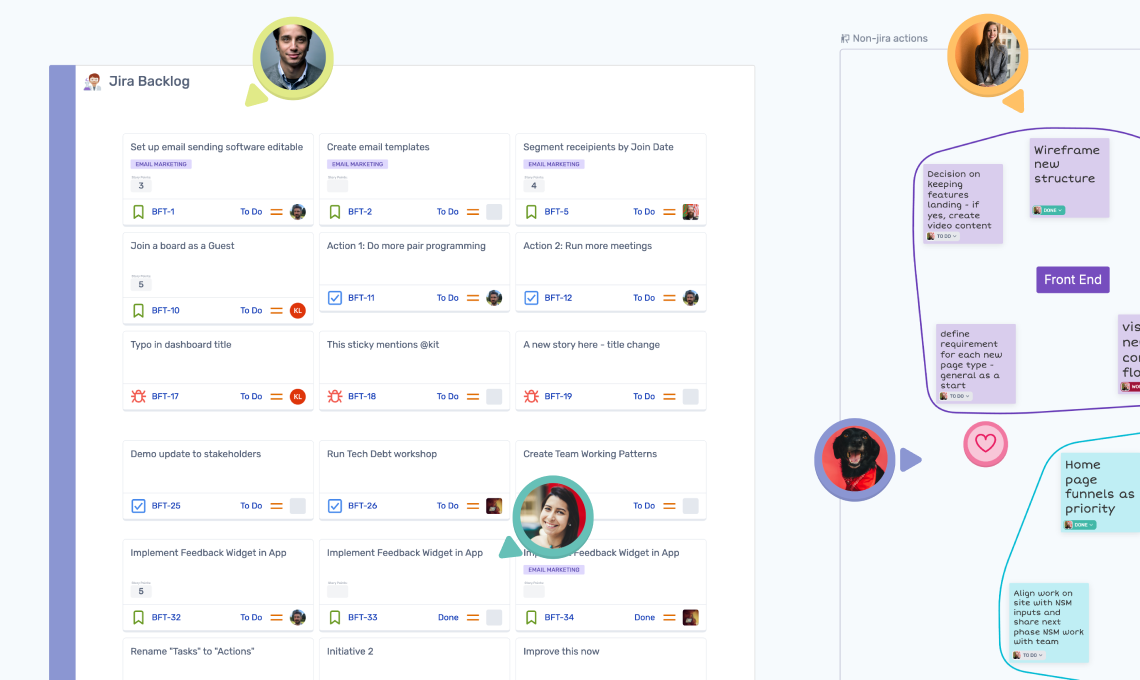 Jira Backlog
Non-jira actions
Set up email sending software editable
EMAIL MARKETING
Story Points
3
BFT-1
To Do
Create email templates
EMAIL MARKETING
Story Points
BFT-2
To Do
Segment receipients by Join Date
EMAIL MARKETING
Story Points
4
BFT-5
To Do
Join a board as a Guest
Story Points
5
BFT-10
To Do
KL
Action 1: Do more pair programming
BFT-11
To Do
Action 2: Run more meetings
BFT-12
To Do
Typo in dashboard title
BFT-17
To Do
KL
This sticky mentions @kit
BFT-18
To Do
A new story here - title change
BFT-19
To Do
Demo update to stakeholders
BFT-25
To Do
Run Tech Debt workshop
BFT-26
To Do
Create Team Working Patterns
To Do
Implement Feedback Widget in App
Story Points
5
BFT-32
To Do
Implement Feedback Widget in App
Story Points
BFT-33
Done
Feedback Widget in App
EMAIL MARKETING
Story Points
BFT-34
Done
Rename "Tasks" to "Actions"
Initiative 2
Improve this now
Decision on
keeping
features
landing - if
yes, create
video content
TO DO
Wireframe
new
structure
DONE
Front End
define
requirement
for each new
page type -
general as a
start
TO DO
vis
ne
co
flo
Home
page
funnels as
priority
DONE
Align work on
site with NSM
inputs and
share next
phase NSM work
with team
TO DO